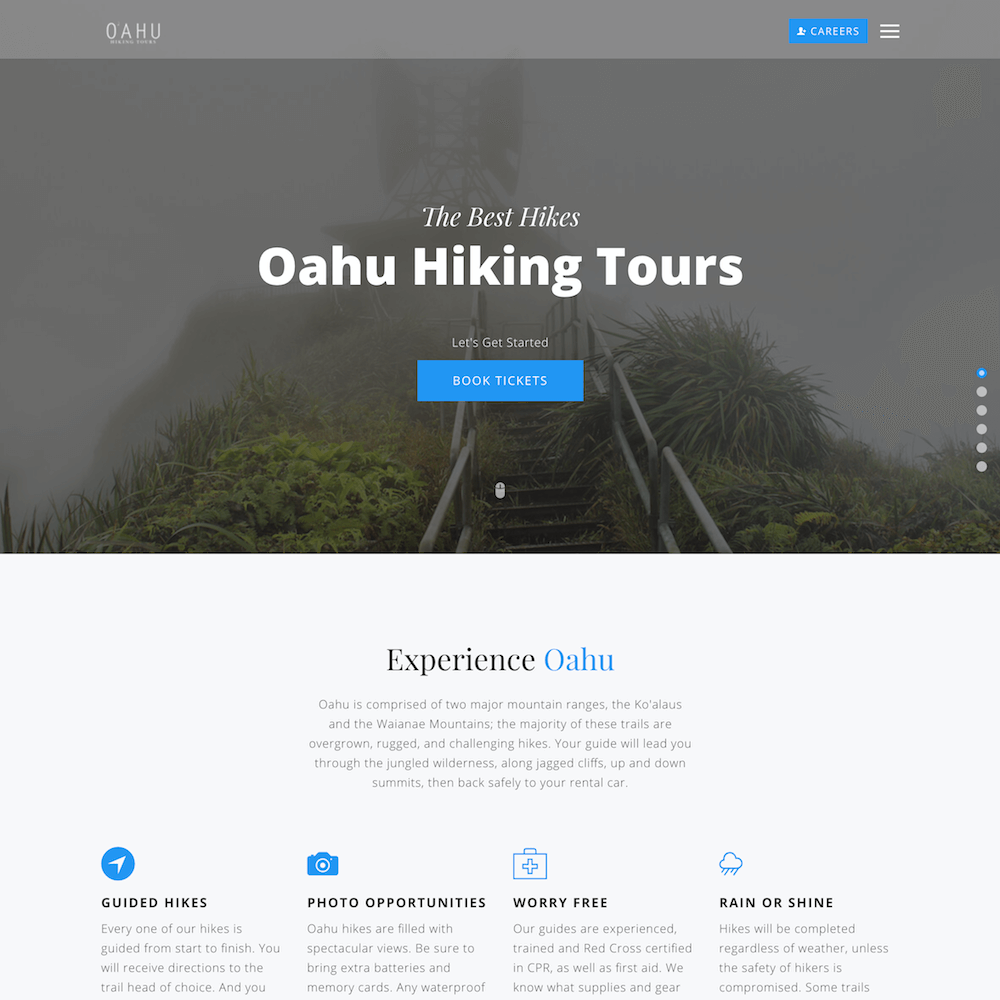 OAHU
HIKING TOURS
CAREERS
The Best Hikes
Oahu Hiking Tours
Let's Get Started
BOOK TICKETS
Experience Oahu
Oahu is comprised of two major mountain ranges, the Ko'alaus
and the Waianae Mountains; the majority of these trails are
overgrown, rugged, and challenging hikes. Your guide will lead you
through the jungled wilderness, along jagged cliffs, up and down
summits, then back safely to your rental car.
GUIDED HIKES
Every one of our hikes is
guided from start to finish. You
will receive directions to the
trail head of choice. And you
PHOTO OPPORTUNITIES
Oahu hikes are filled with
spectacular views. Be sure to
bring extra batteries and
memory cards. Any waterproof
WORRY FREE
Our guides are experienced,
trained and Red Cross certified
in CPR, as well as first aid. We
know what supplies and gear
RAIN OR SHINE
Hikes will be completed
regardless of weather, unless
the safety of hikers is
compromised. Some trails